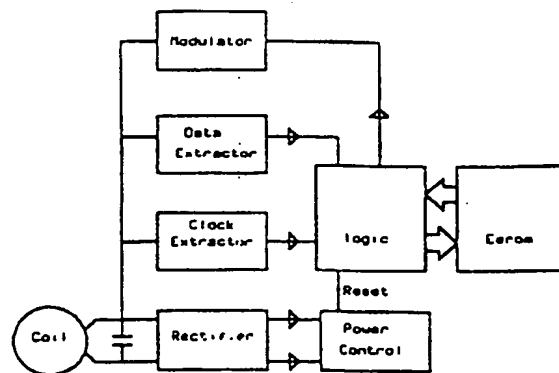 Modulator
Data
Extractor
Clock
Extractor
logic
Eerom
Reset
Coil
Rectifier
Power
Control